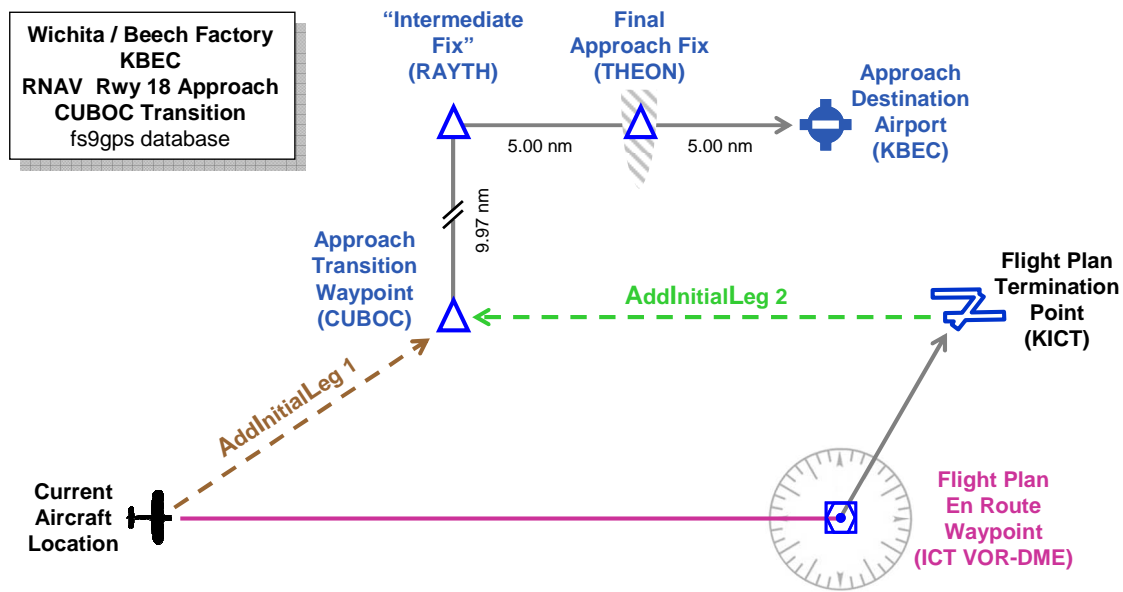 Wichita / Beech Factory
KBEC
RNAV Rwy 18 Approach
CUBOC Transition
fs9gps database
“Intermediate
Fix”
(RAYTH)
Final
Approach Fix
(THEON)
Approach
Destination
Airport
(KBEC)
5.00 nm
5.00 nm
9.97 nm
Approach
Transition
Waypoint
(CUBOC)
AddInitialLeg 2
Flight Plan
Termination
Point
(KICT)
AddInitialLeg 1
Current
Aircraft
Location
Flight Plan
En Route
Waypoint
(ICT VOR-DME)